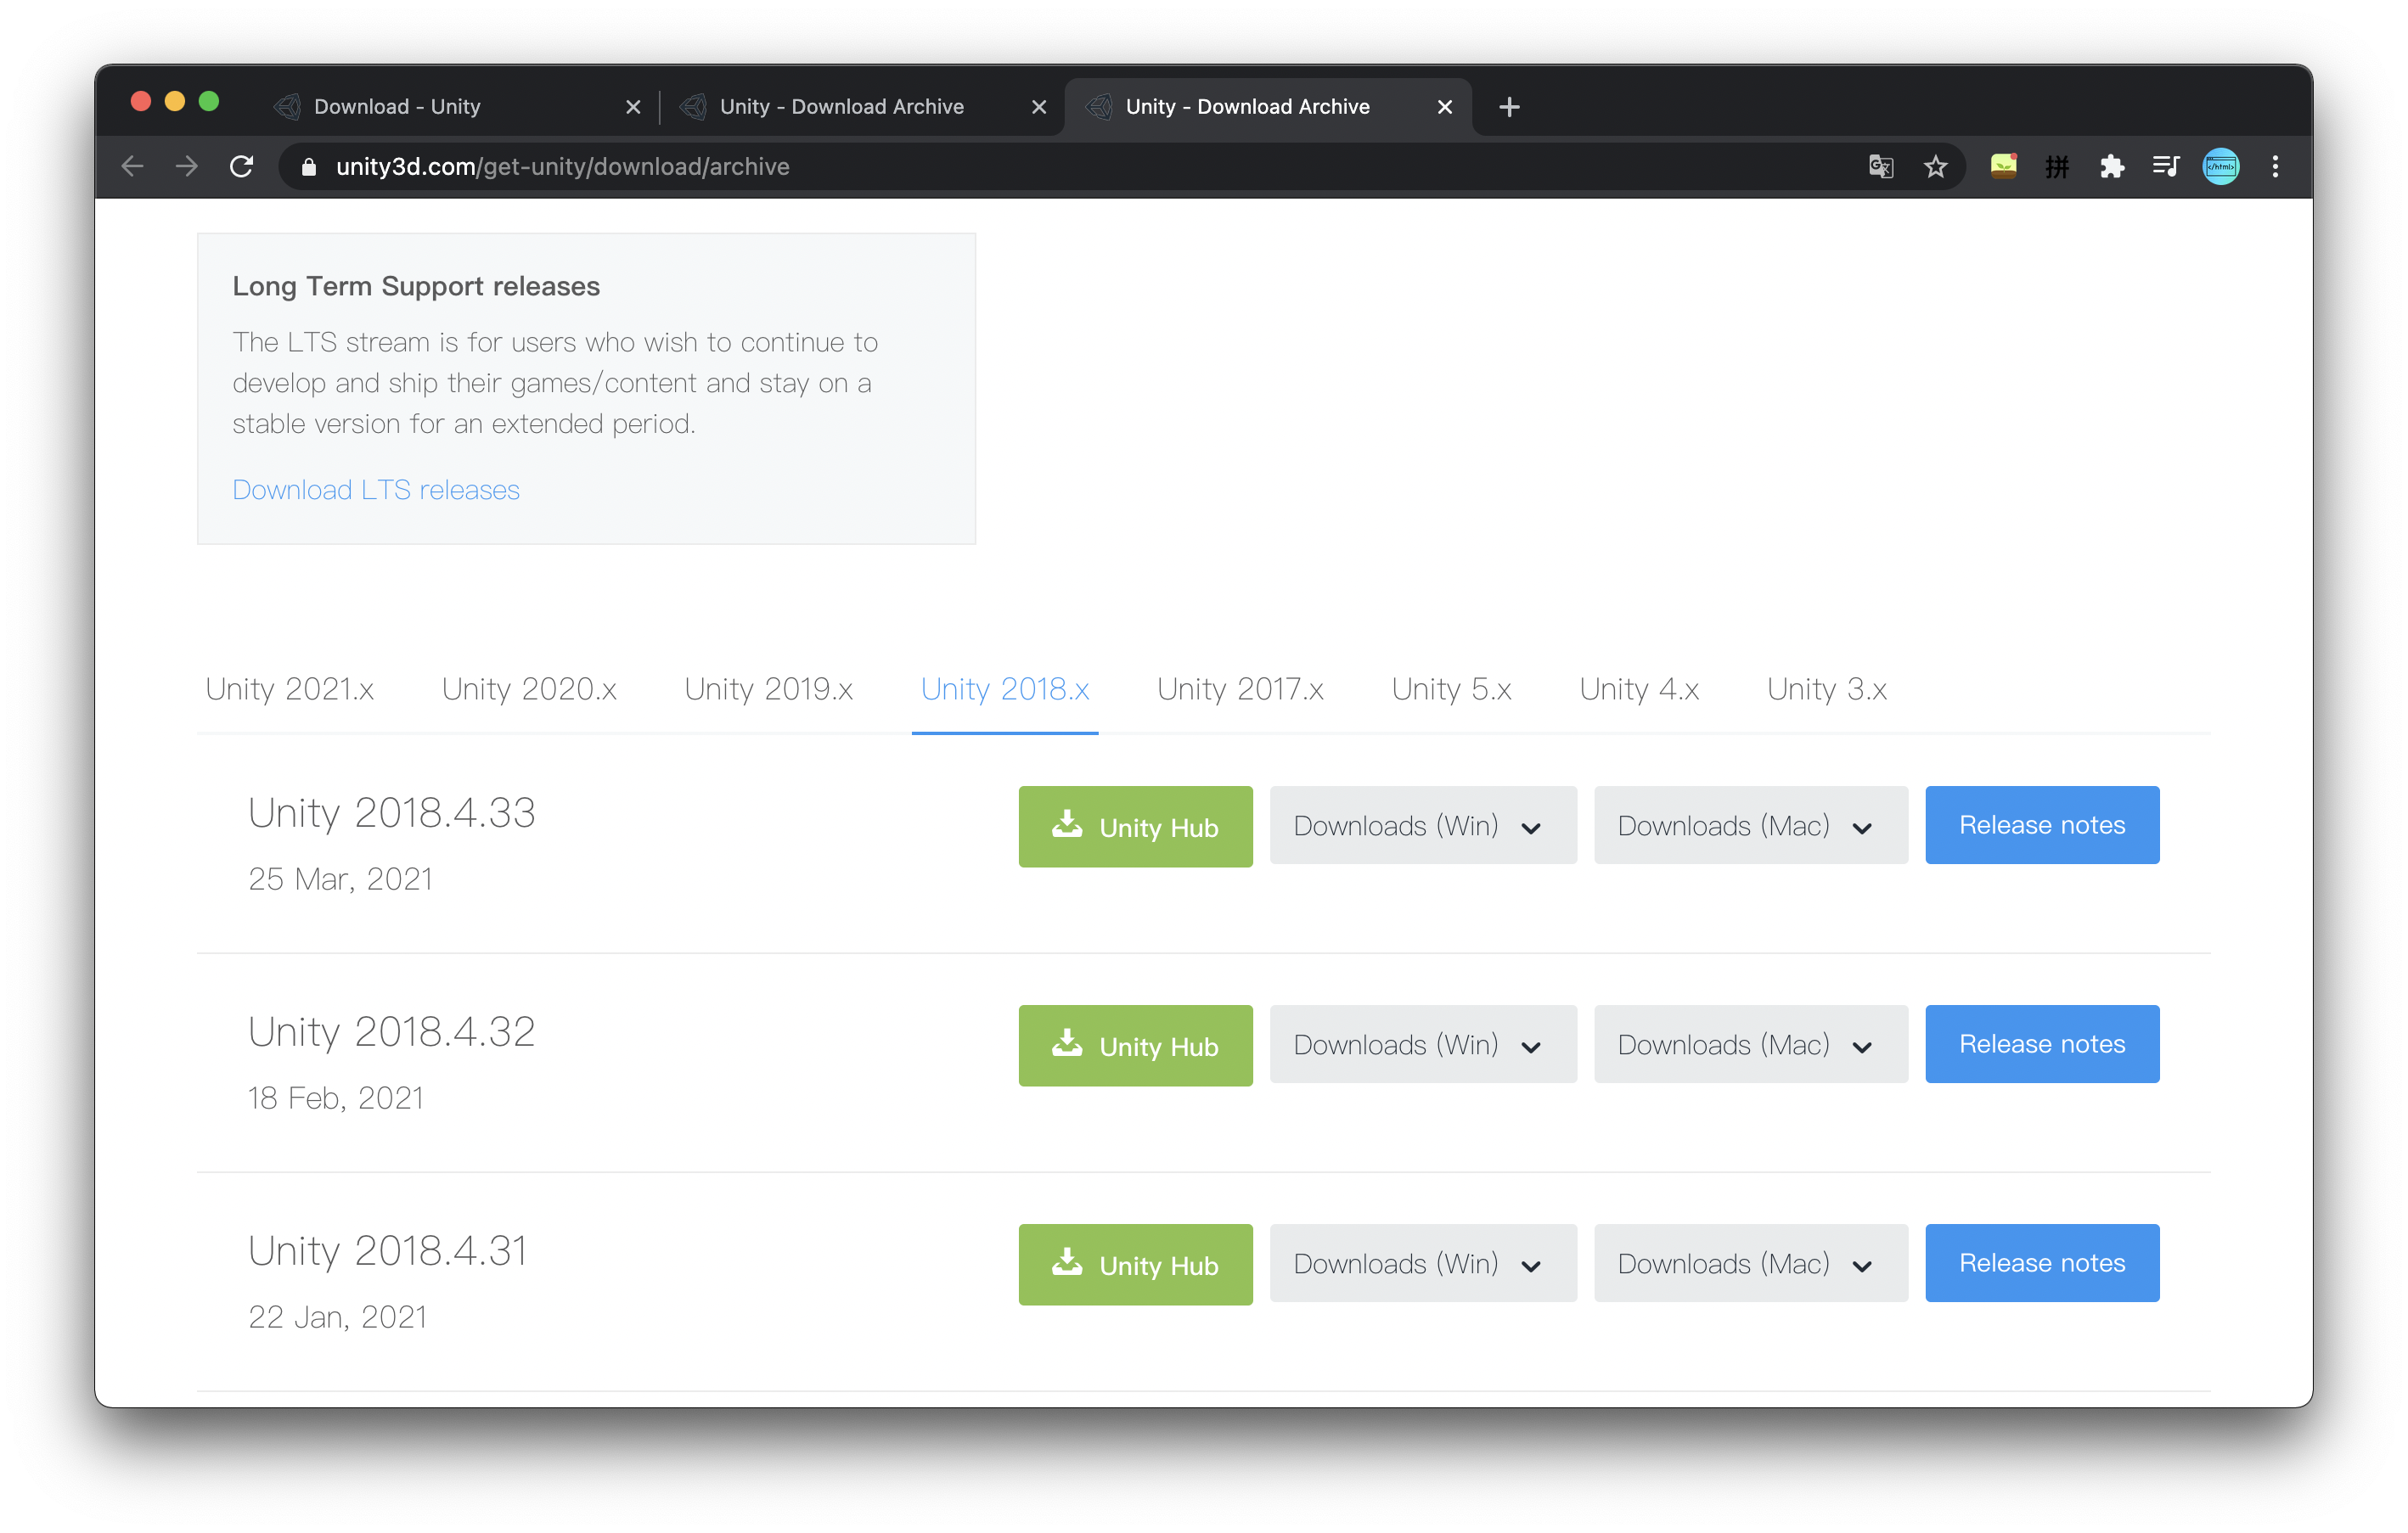 Download - Unity
Unity - Download Archive
Unity - Download Archive
unity3d.com/get-unity/download/archive
拼
</html>
Long Term Support releases
The LTS stream is for users who wish to continue to
develop and ship their games/content and stay on a
stable version for an extended period.
Download LTS releases
Unity 2021.x
Unity 2020.x
Unity 2019.x
Unity 2018.x
Unity 2017.x
Unity 5.x
Unity 4.x
Unity 3.x
Unity 2018.4.33
Unity Hub
Downloads (Win)
Downloads (Mac)
Release notes
25 Mar, 2021
Unity 2018.4.32
Unity Hub
Downloads (Win)
Downloads (Mac)
Release notes
18 Feb, 2021
Unity 2018.4.31
Unity Hub
Downloads (Win)
Downloads (Mac)
Release notes
22 Jan, 2021